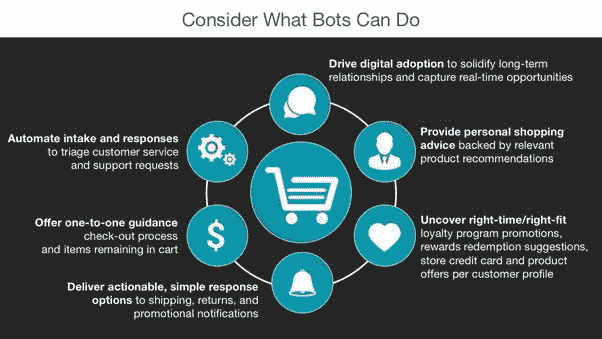 Consider What Bots Can Do
Drive digital adoption to solidify long-term
relationships and capture real-time opportunities
Provide personal shopping
advice backed by relevant
product recommendations
Uncover right-time/right-fit
loyalty program promotions,
rewards redemption suggestions,
store credit card and product
offers per customer profile
Deliver actionable, simple response
options to shipping, returns, and
promotional notifications
Offer one-to-one guidance
check-out process
and items remaining in cart
Automate intake and responses
to triage customer service
and support requests
$